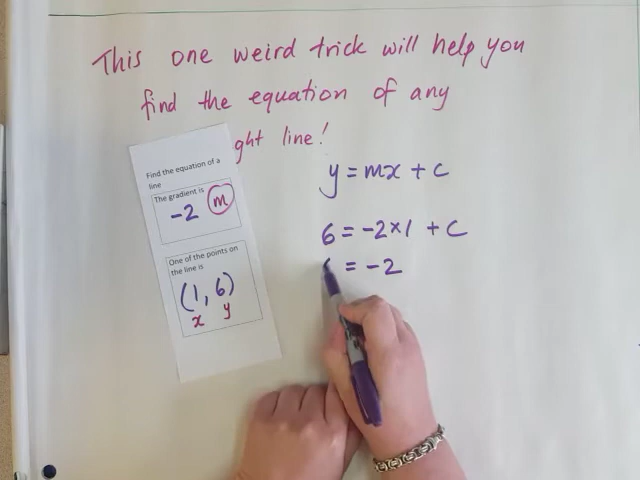 This one weird trick will help you
find the equation of any
ght line!
Find the equation of a
line
The gradient is
-2 m
One of the points on
the line is
(1, 6)
x y
y = mx + c
6 = -2×1 + c
= -2